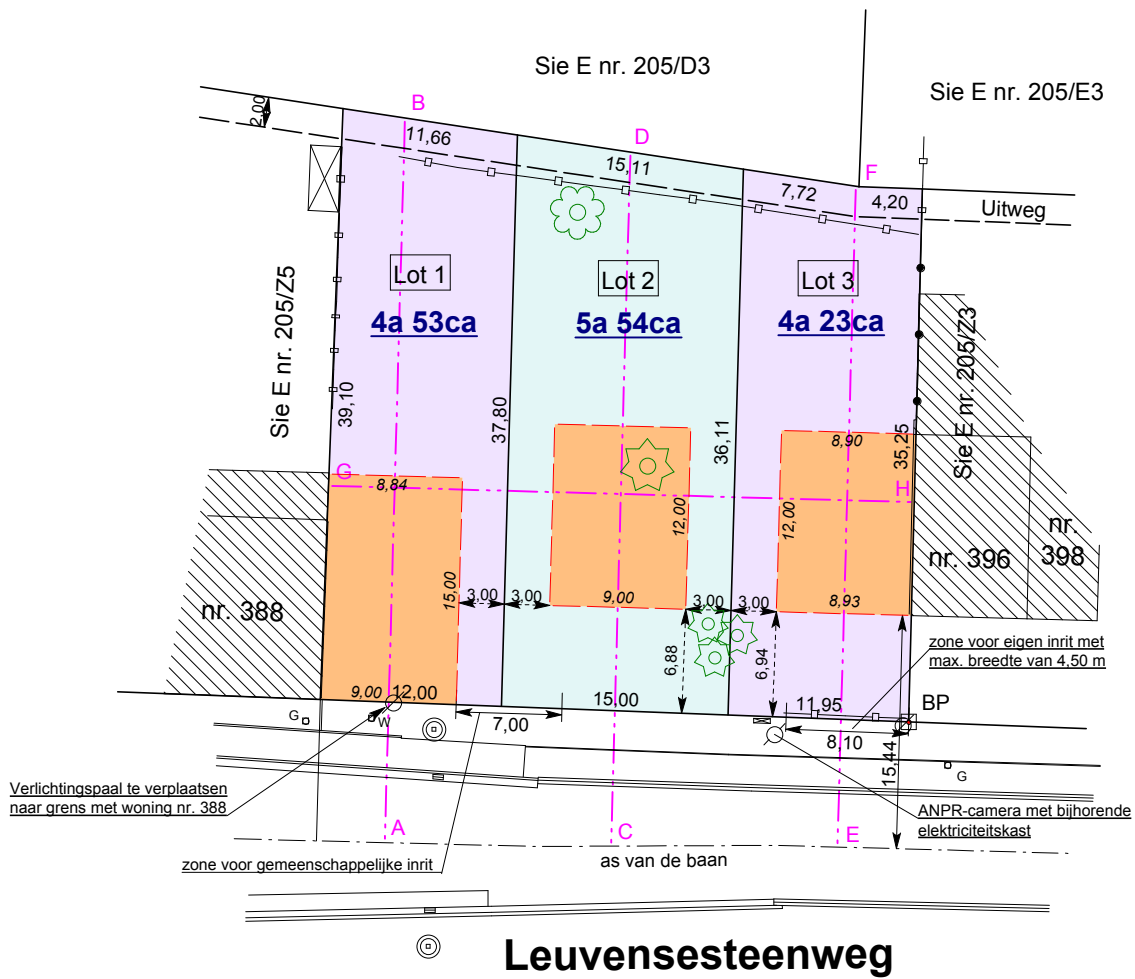 Sie E nr. 205/D3
Sie E nr. 205/E3
B
D
F
2,00
11,66
15,11
7,72
4,20
Uitweg
Lot 1
Lot 2
Lot 3
4a 53ca
5a 54ca
4a 23ca
Sie E nr. 205/Z5
Sie E nr. 205/Z3
39,10
37,80
36,11
35,25
G
8,84
8,90
H
12,00
12,00
15,00
nr. 396
nr.
398
nr. 388
3,00
3,00
9,00
3,00
3,00
8,93
6,88
6,94
zone voor eigen inrit met
max. breedte van 4,50 m
9,00
12,00
15,00
11,95
BP
G
W
7,00
8,10
15,44
G
Verlichtingspaal te verplaatsen
naar grens met woning nr. 388
ANPR-camera met bijhorende
elektriciteitskast
A
C
E
zone voor gemeenschappelijke inrit
as van de baan
Leuvensesteenweg